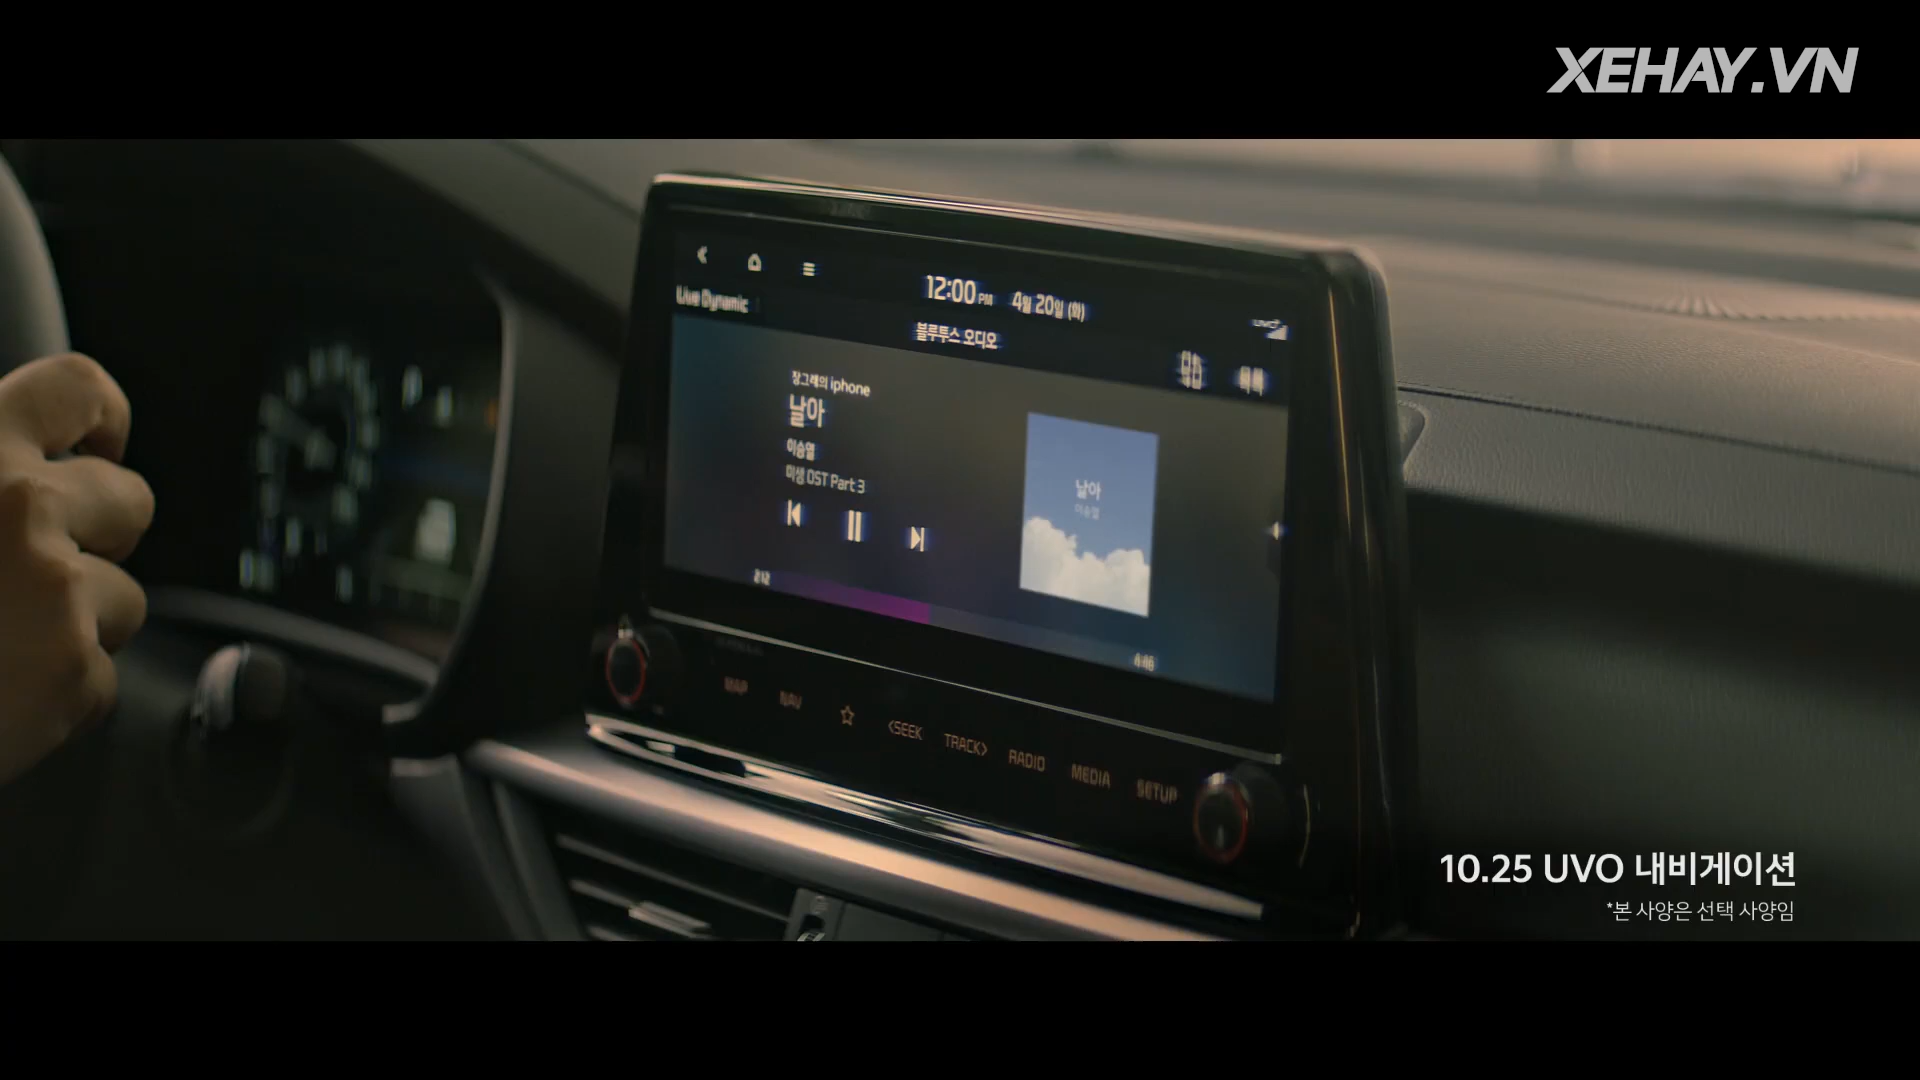 XEHAY.VN
12:00 PM 4월 20일 (화)
Live Dynamic
UVO
블루투스 오디오
목록
장그래의 iphone
날아
이승열
미생 OST Part 3
날아
이승열
2:12
4:46
MAP NAV ☆ <SEEK TRACK> RADIO MEDIA SETUP
10.25 UVO 내비게이션
*본 사양은 선택 사양임